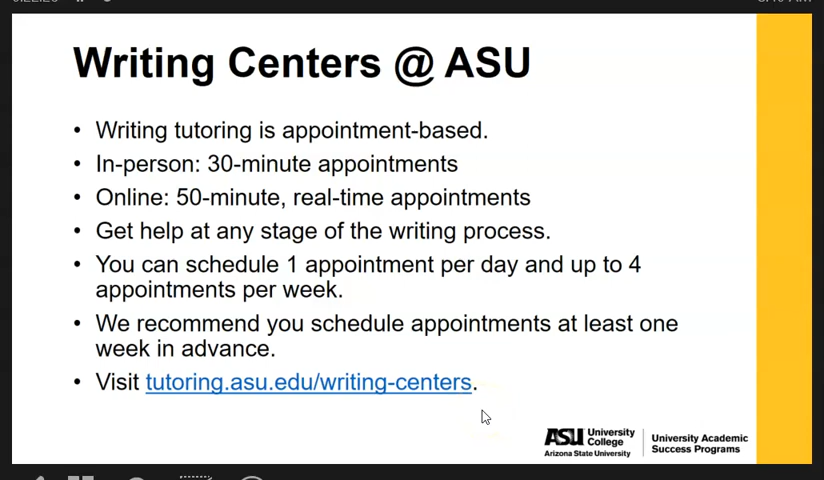 Writing Centers @ ASU
• Writing tutoring is appointment-based.
• In-person: 30-minute appointments
• Online: 50-minute, real-time appointments
• Get help at any stage of the writing process.
• You can schedule 1 appointment per day and up to 4
appointments per week.
• We recommend you schedule appointments at least one
week in advance.
• Visit tutoring.asu.edu/writing-centers.
ASU University College
Arizona State University
University Academic
Success Programs